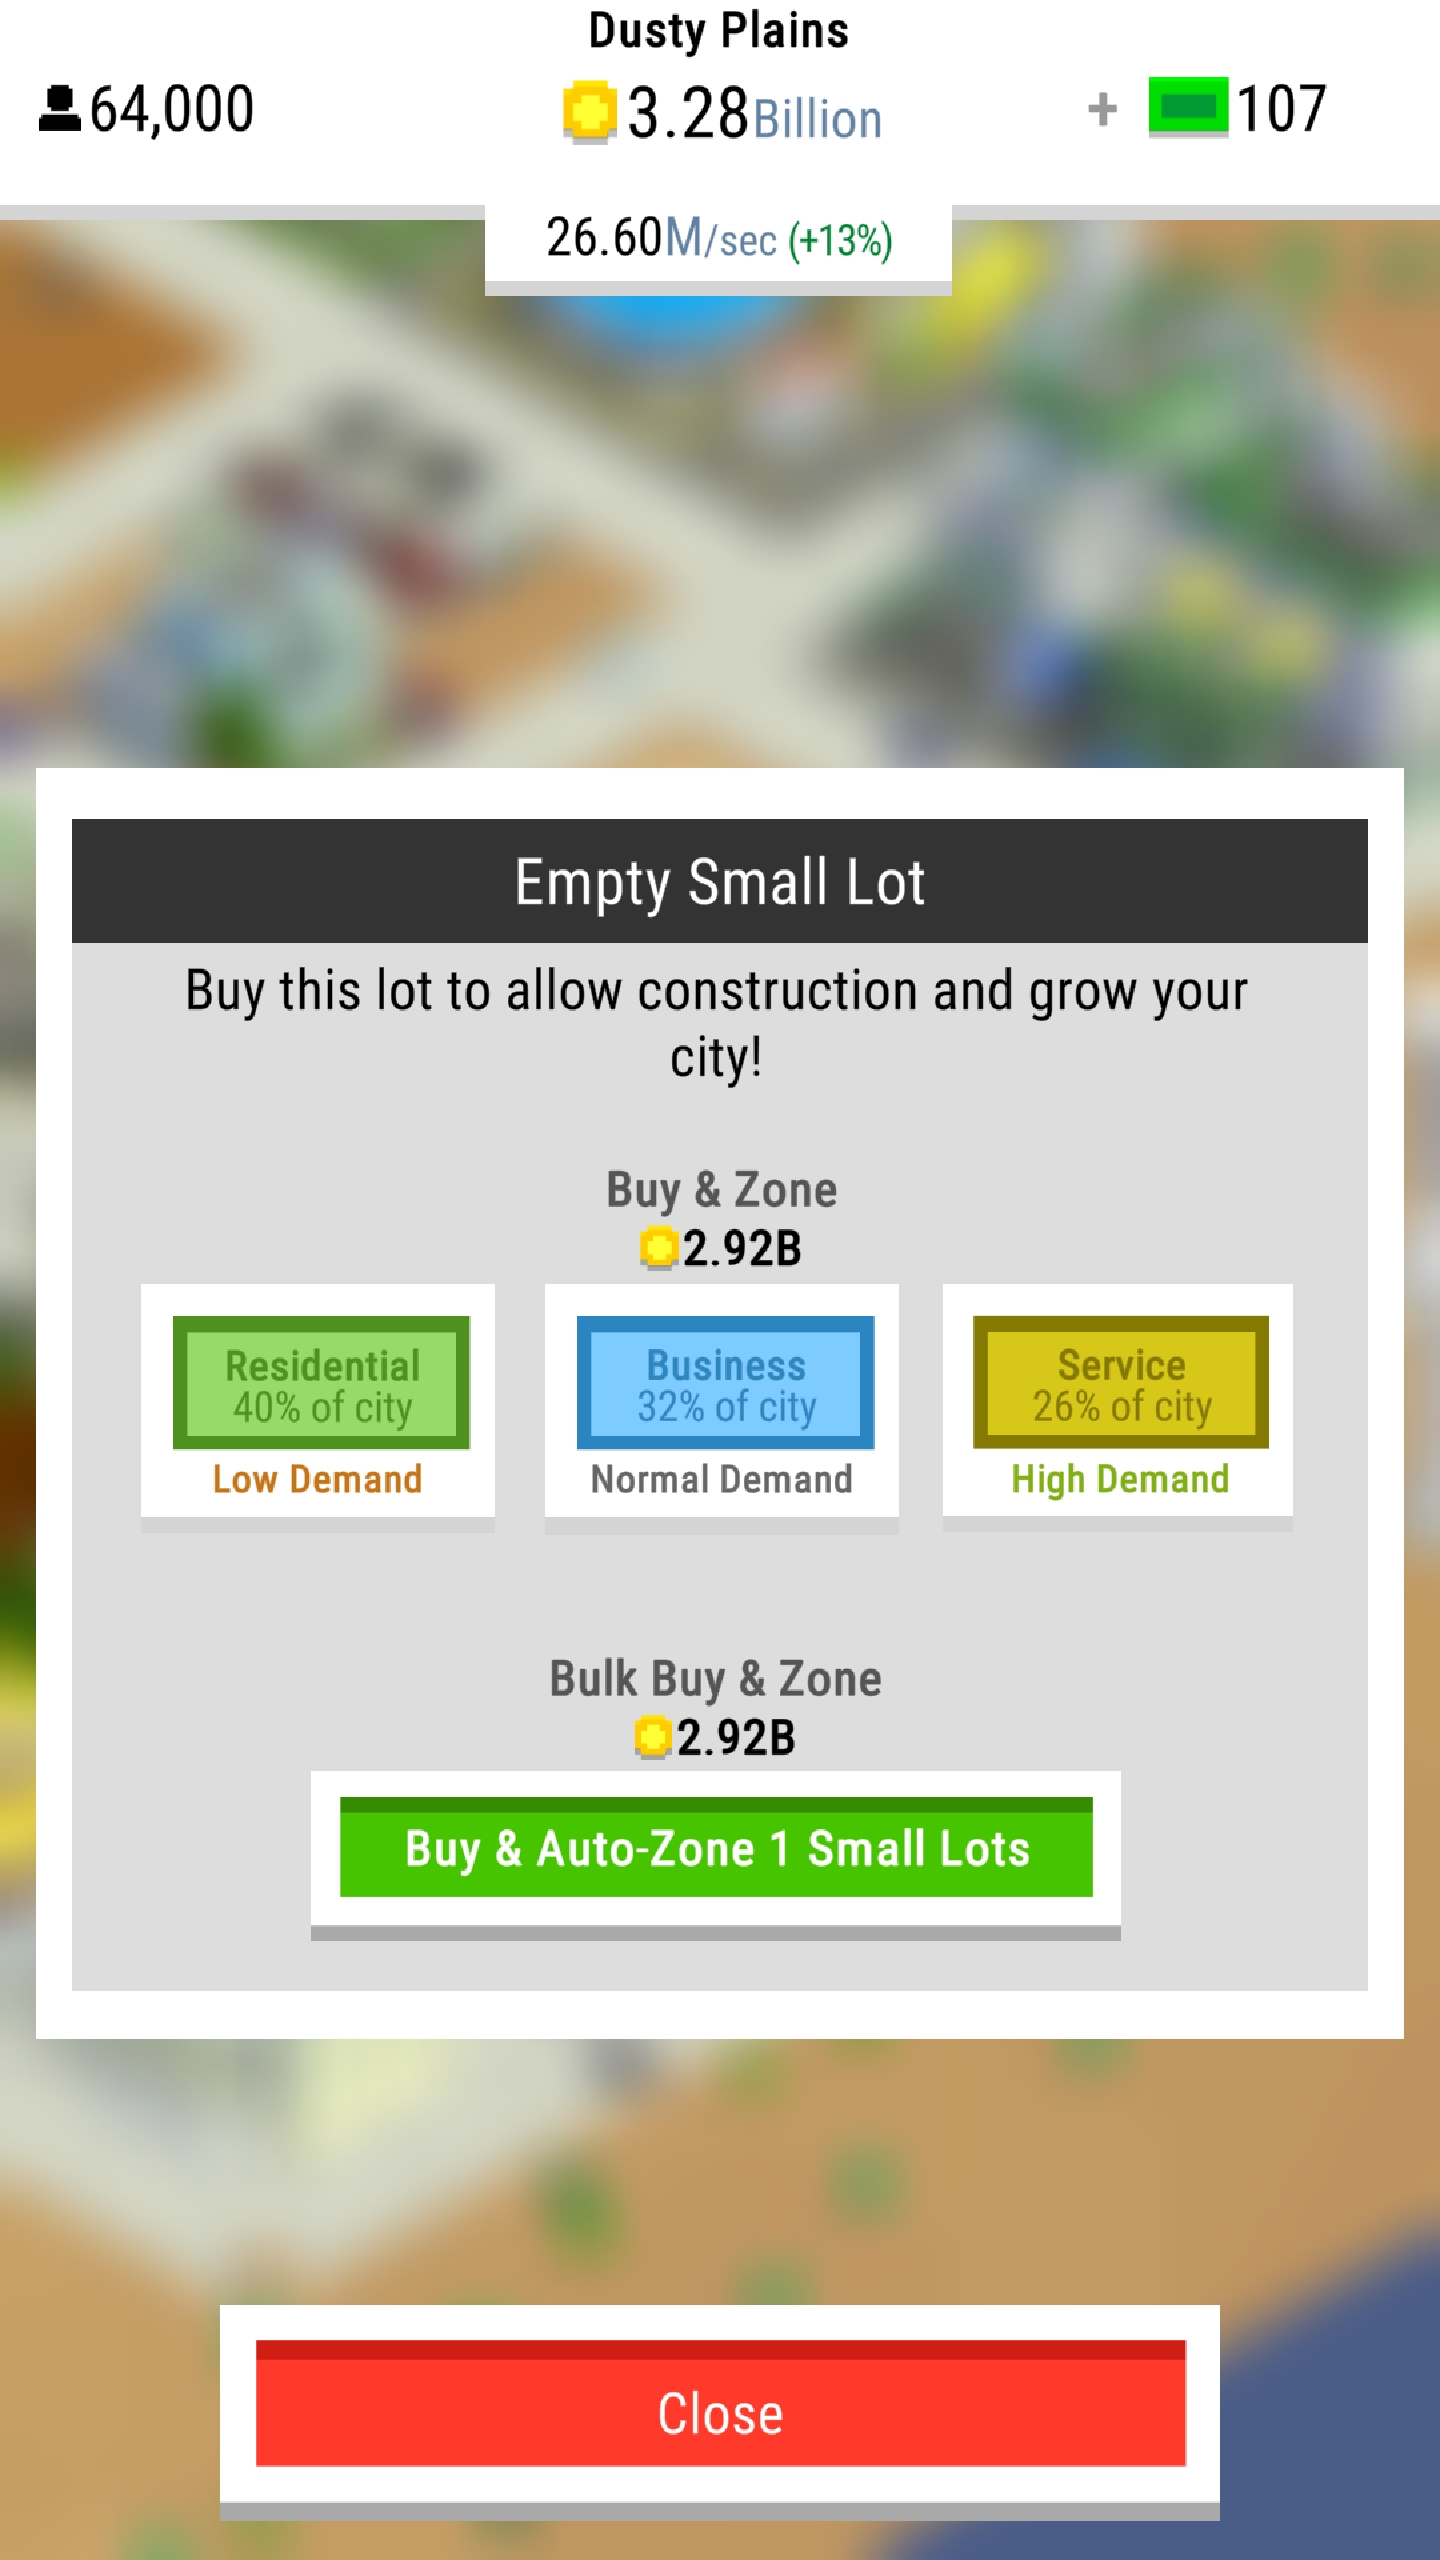 Dusty Plains
64,000
3.28 Billion
+ 107
26.60M/sec (+13%)
Empty Small Lot
Buy this lot to allow construction and grow your
city!
Buy & Zone
2.92B
Residential
40% of city
Low Demand
Business
32% of city
Normal Demand
Service
26% of city
High Demand
Bulk Buy & Zone
2.92B
Buy & Auto-Zone 1 Small Lots
Close